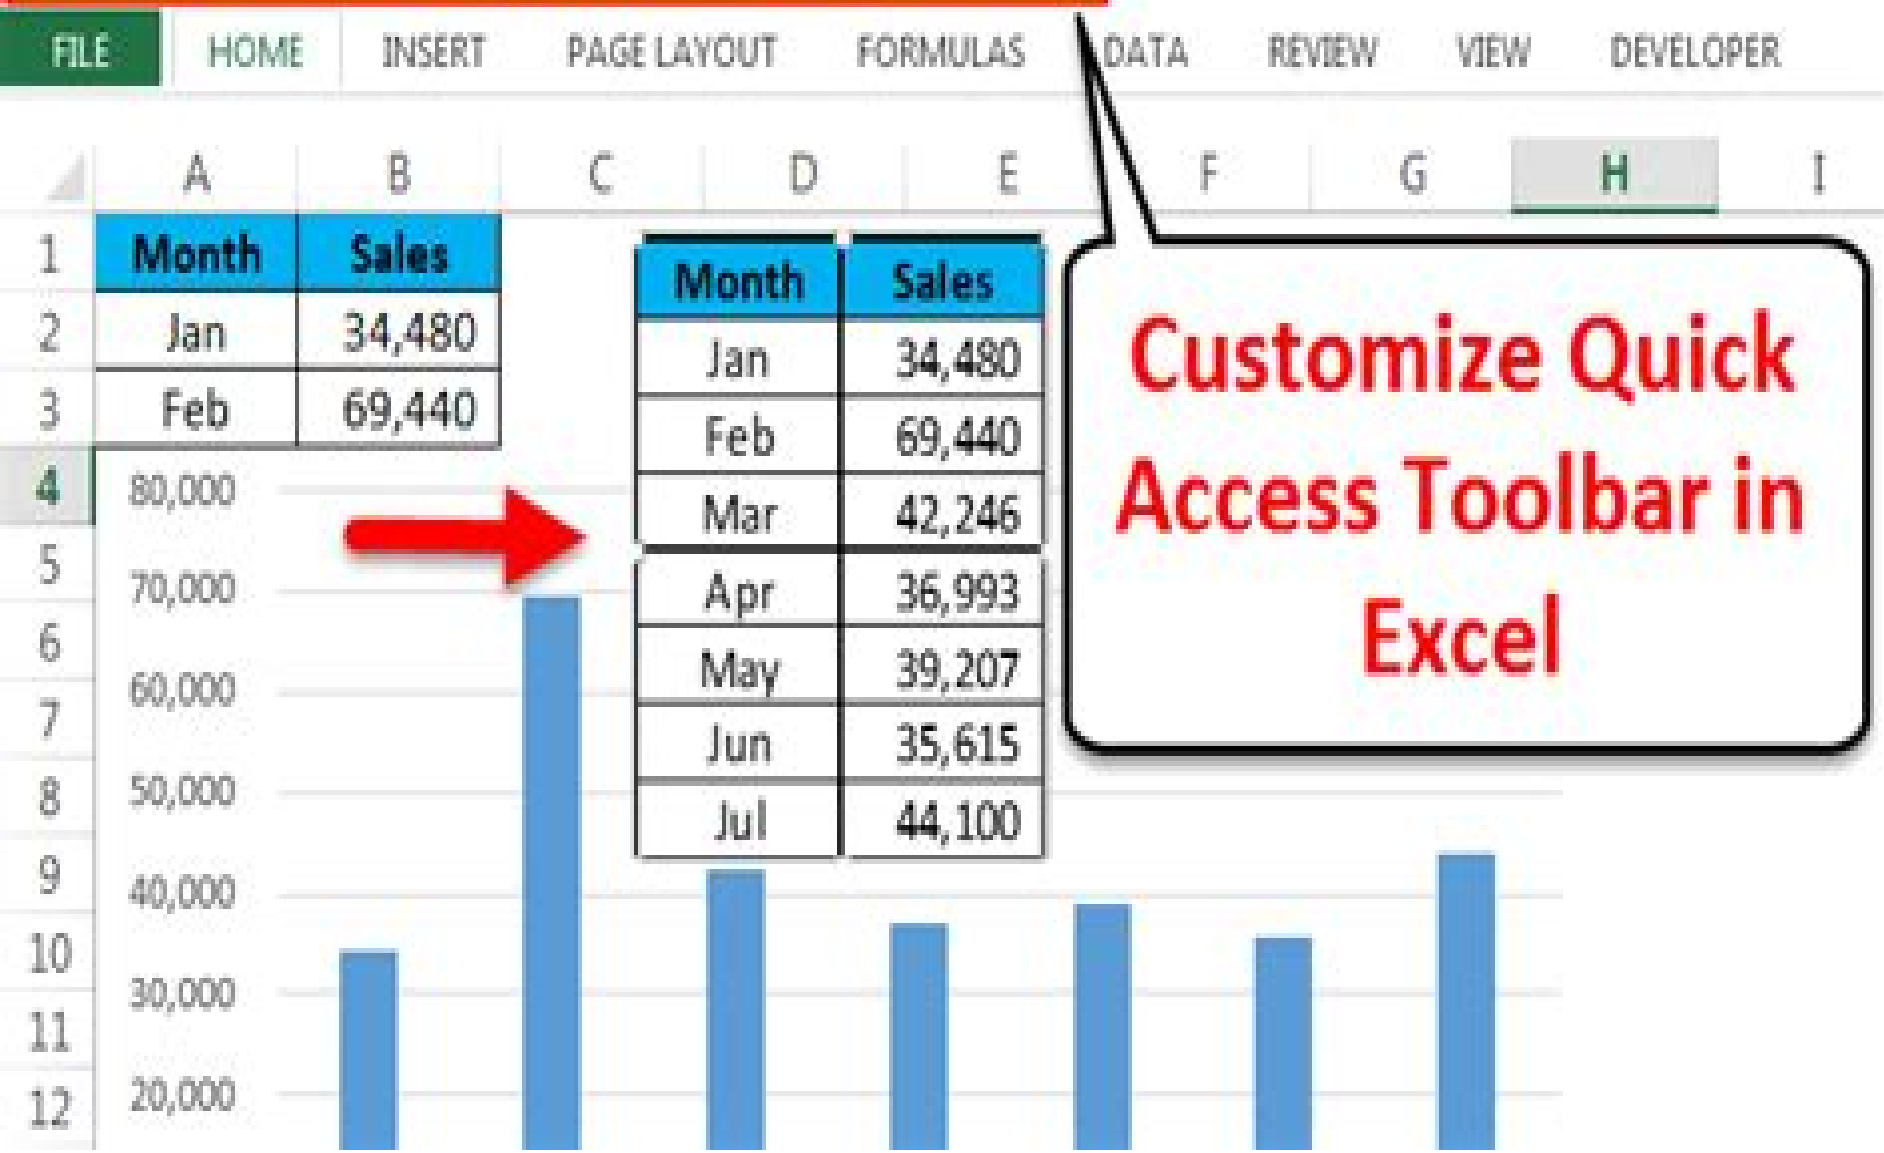 FILE HOME INSERT PAGE LAYOUT FORMULAS DATA REVIEW VIEW DEVELOPER
A B C D E F G H I
1 Month Sales
2 Jan 34,480
3 Feb 69,440
4 80,000
5 70,000
6 60,000
7
8 50,000
9 40,000
10
11 30,000
12 20,000
Month Sales
Jan 34,480
Feb 69,440
Mar 42,246
Apr 36,993
May 39,207
Jun 35,615
Jul 44,100
Customize Quick
Access Toolbar in
Excel